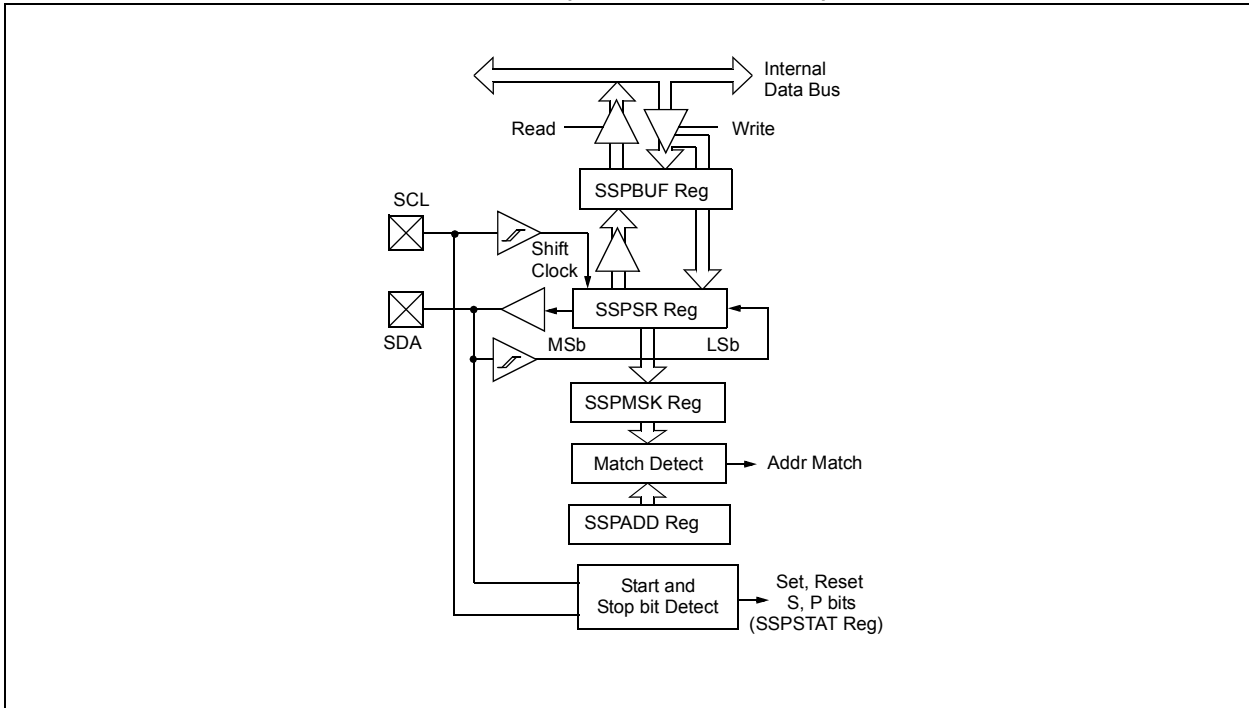 Internal
Data Bus
Read
Write
SSPBUF Reg
SCL
Shift
Clock
SSPSR Reg
SDA
MSb
LSb
SSPMSK Reg
Match Detect
Addr Match
SSPADD Reg
Start and
Stop bit Detect
Set, Reset
S, P bits
(SSPSTAT Reg)